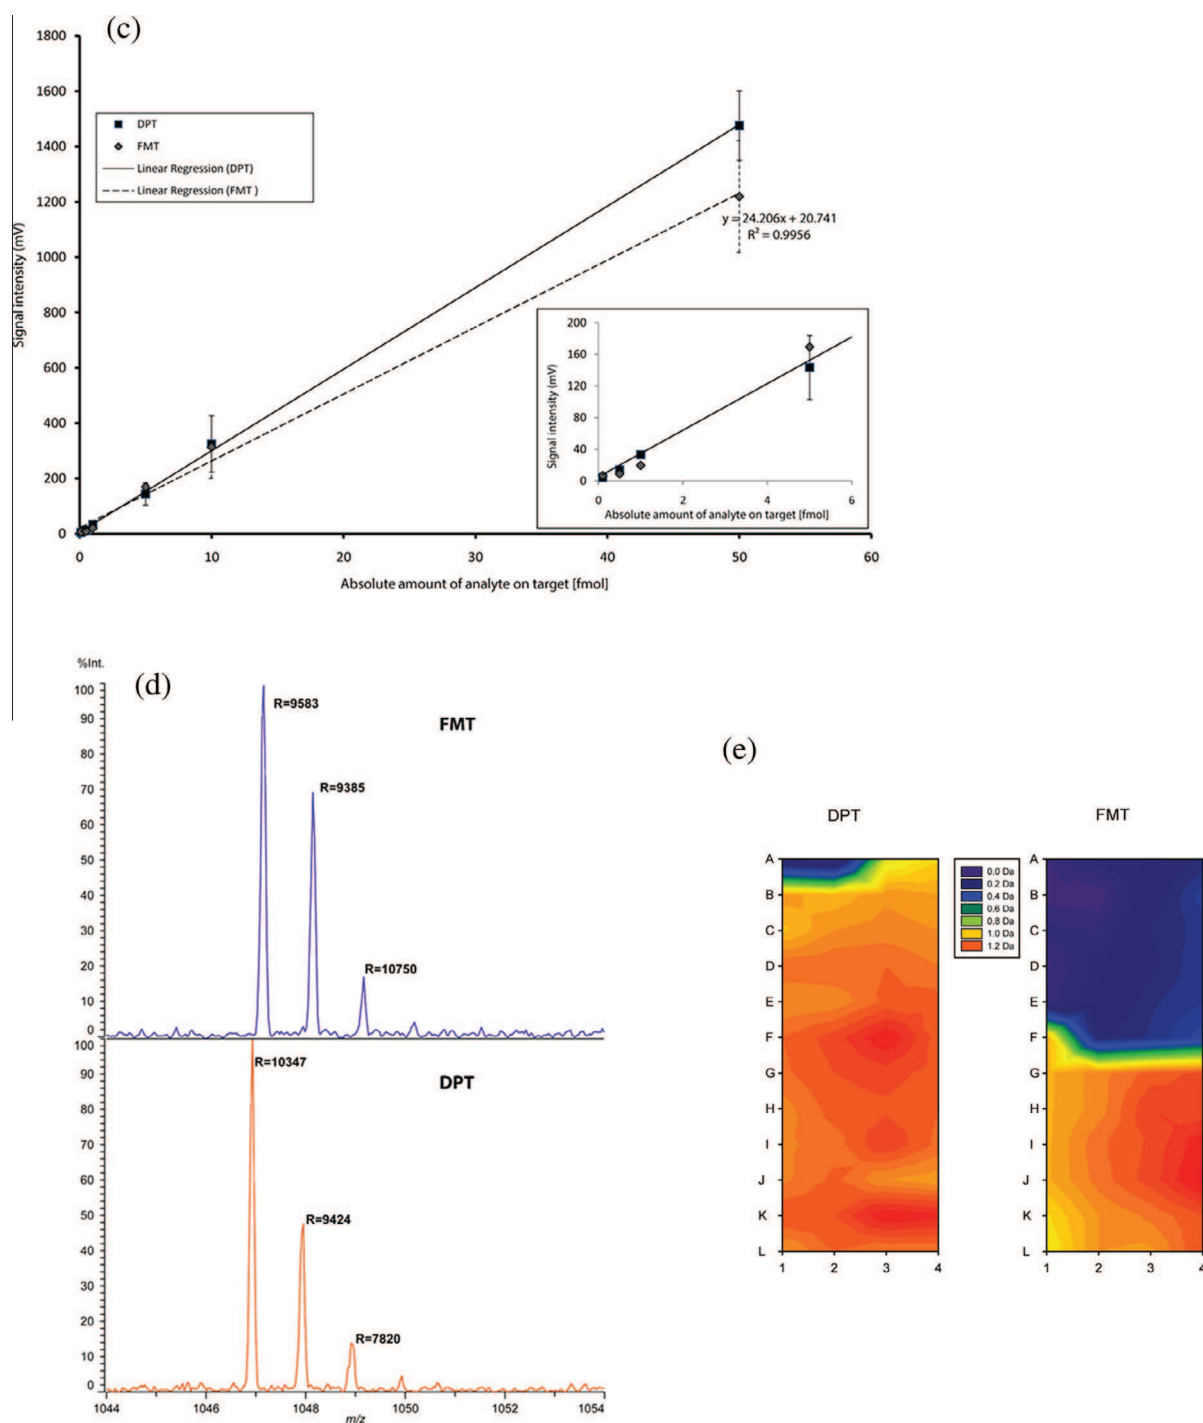 (c)
1800
1600
1400
1200
1000
800
600
400
200
0
Signal intensity (mV)
DPT
FMT
Linear Regression (DPT)
Linear Regression (FMT )
y = 24.206x + 20.741
R² = 0.9956
200
160
120
80
40
0
Signal intensity (mV)
0 2 4 6
Absolute amount of analyte on target [fmol]
0 10 20 30 40 50 60
Absolute amount of analyte on target [fmol]
(d)
%Int.
100
90
80
70
60
50
40
30
20
10
0
R=9583
FMT
R=9385
R=10750
100
90
80
70
60
50
40
30
20
10
0
R=10347
DPT
R=9424
R=7820
1044 1046 1048 1050 1052 1054
m/z
(e)
DPT
A
B
C
D
E
F
G
H
I
J
K
L
1 2 3 4
0.0 Da
0.2 Da
0.4 Da
0.6 Da
0.8 Da
1.0 Da
1.2 Da
FMT
A
B
C
D
E
F
G
H
I
J
K
L
1 2 3 4